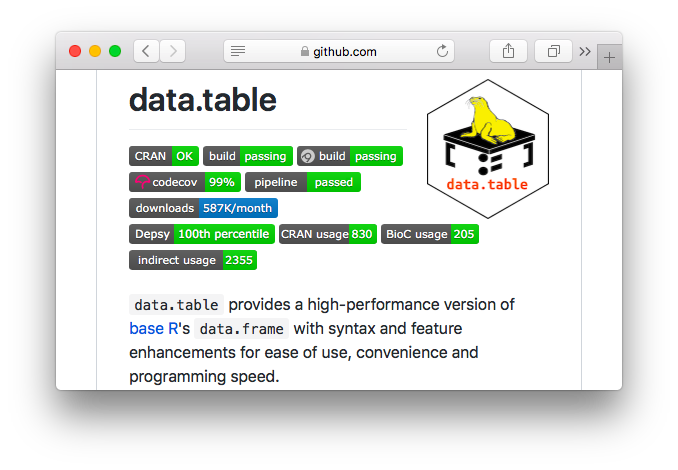 github.com
data.table
CRAN OK build passing build passing
codecov 99% pipeline passed
downloads 587K/month
Depsy 100th percentile CRAN usage 830 BioC usage 205
indirect usage 2355
data.table
data.table provides a high-performance version of
base R's data.frame with syntax and feature
enhancements for ease of use, convenience and
programming speed.